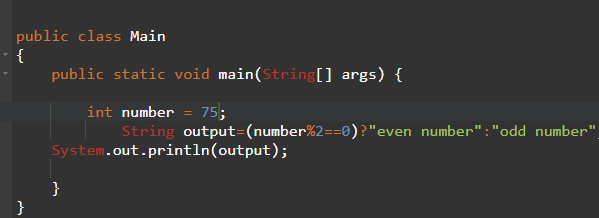 public class Main
{
public static void main(String[] args) {
int number = 75;
String output=(number%2==0)?"even number":"odd number"
System.out.println(output);
}
}